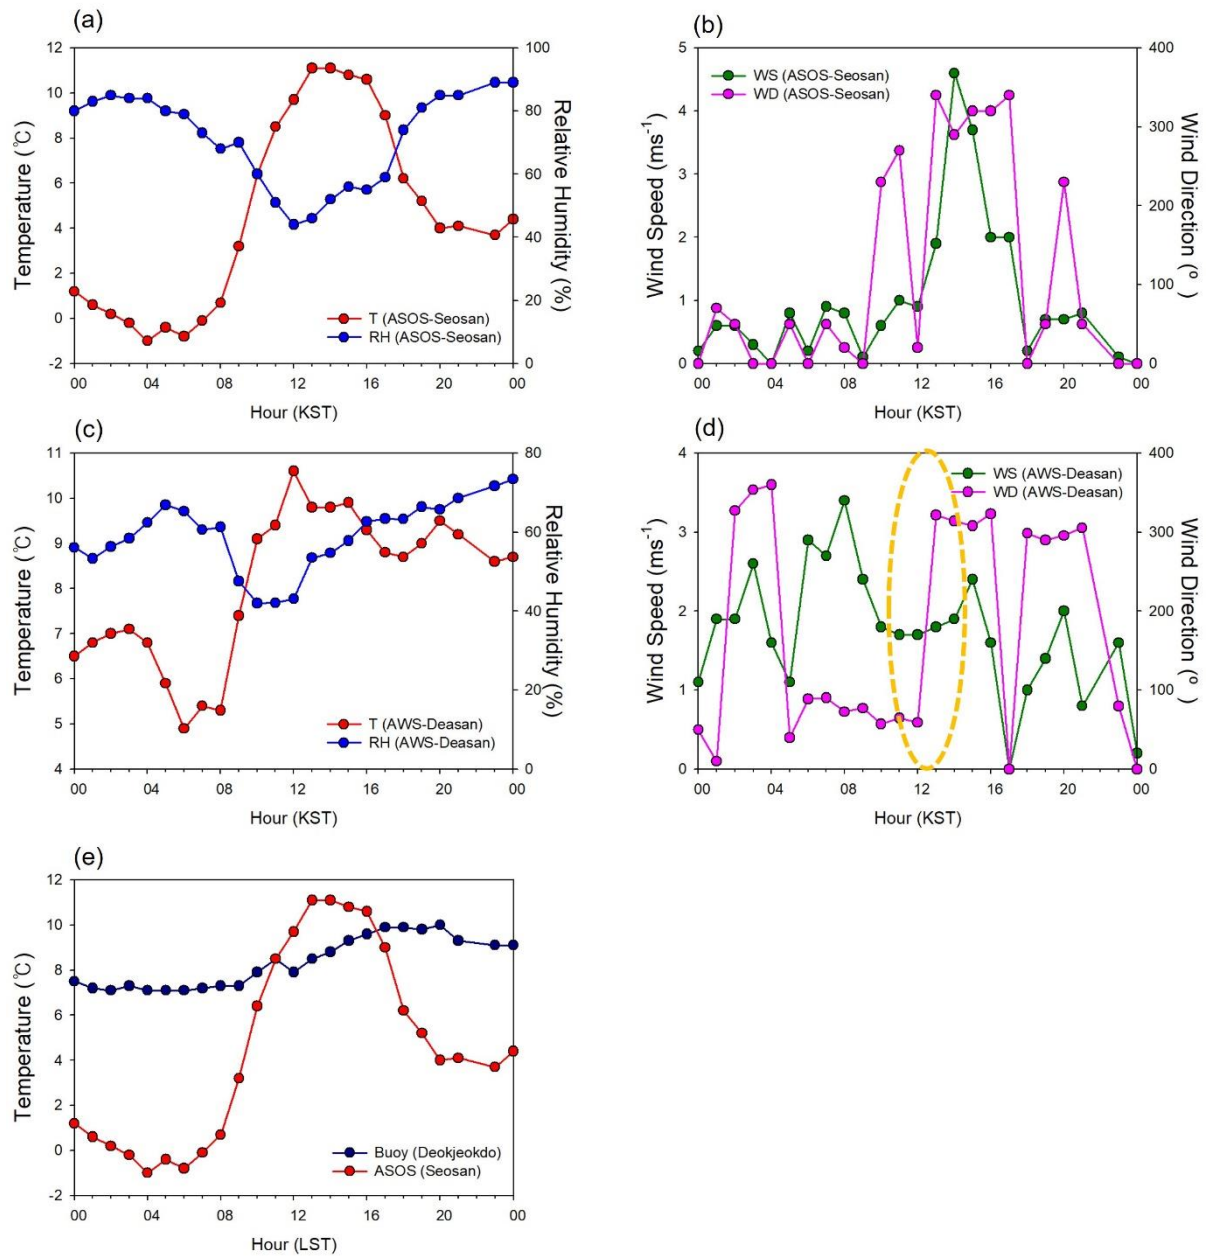 (a)
12
10
8
6
4
2
0
-2
Temperature (℃)
100
80
60
40
20
0
Relative Humidity (%)
T (ASOS-Seosan)
RH (ASOS-Seosan)
00 04 08 12 16 20 00
Hour (KST)
(b)
5
4
3
2
1
0
Wind Speed (ms-1)
400
300
200
100
0
Wind Direction (º )
WS (ASOS-Seosan)
WD (ASOS-Seosan)
00 04 08 12 16 20 00
Hour (KST)
(c)
11
10
9
8
7
6
5
4
Temperature (℃)
80
60
40
20
0
Relative Humidity (%)
T (AWS-Deasan)
RH (AWS-Deasan)
00 04 08 12 16 20 00
Hour (KST)
(d)
4
3
2
1
0
Wind Speed (ms-1)
400
300
200
100
0
Wind Direction (º )
WS (AWS-Deasan)
WD (AWS-Deasan)
00 04 08 12 16 20 00
Hour (KST)
(e)
12
10
8
6
4
2
0
-2
Temperature (℃)
Buoy (Deokjeokdo)
ASOS (Seosan)
00 04 08 12 16 20 00
Hour (LST)